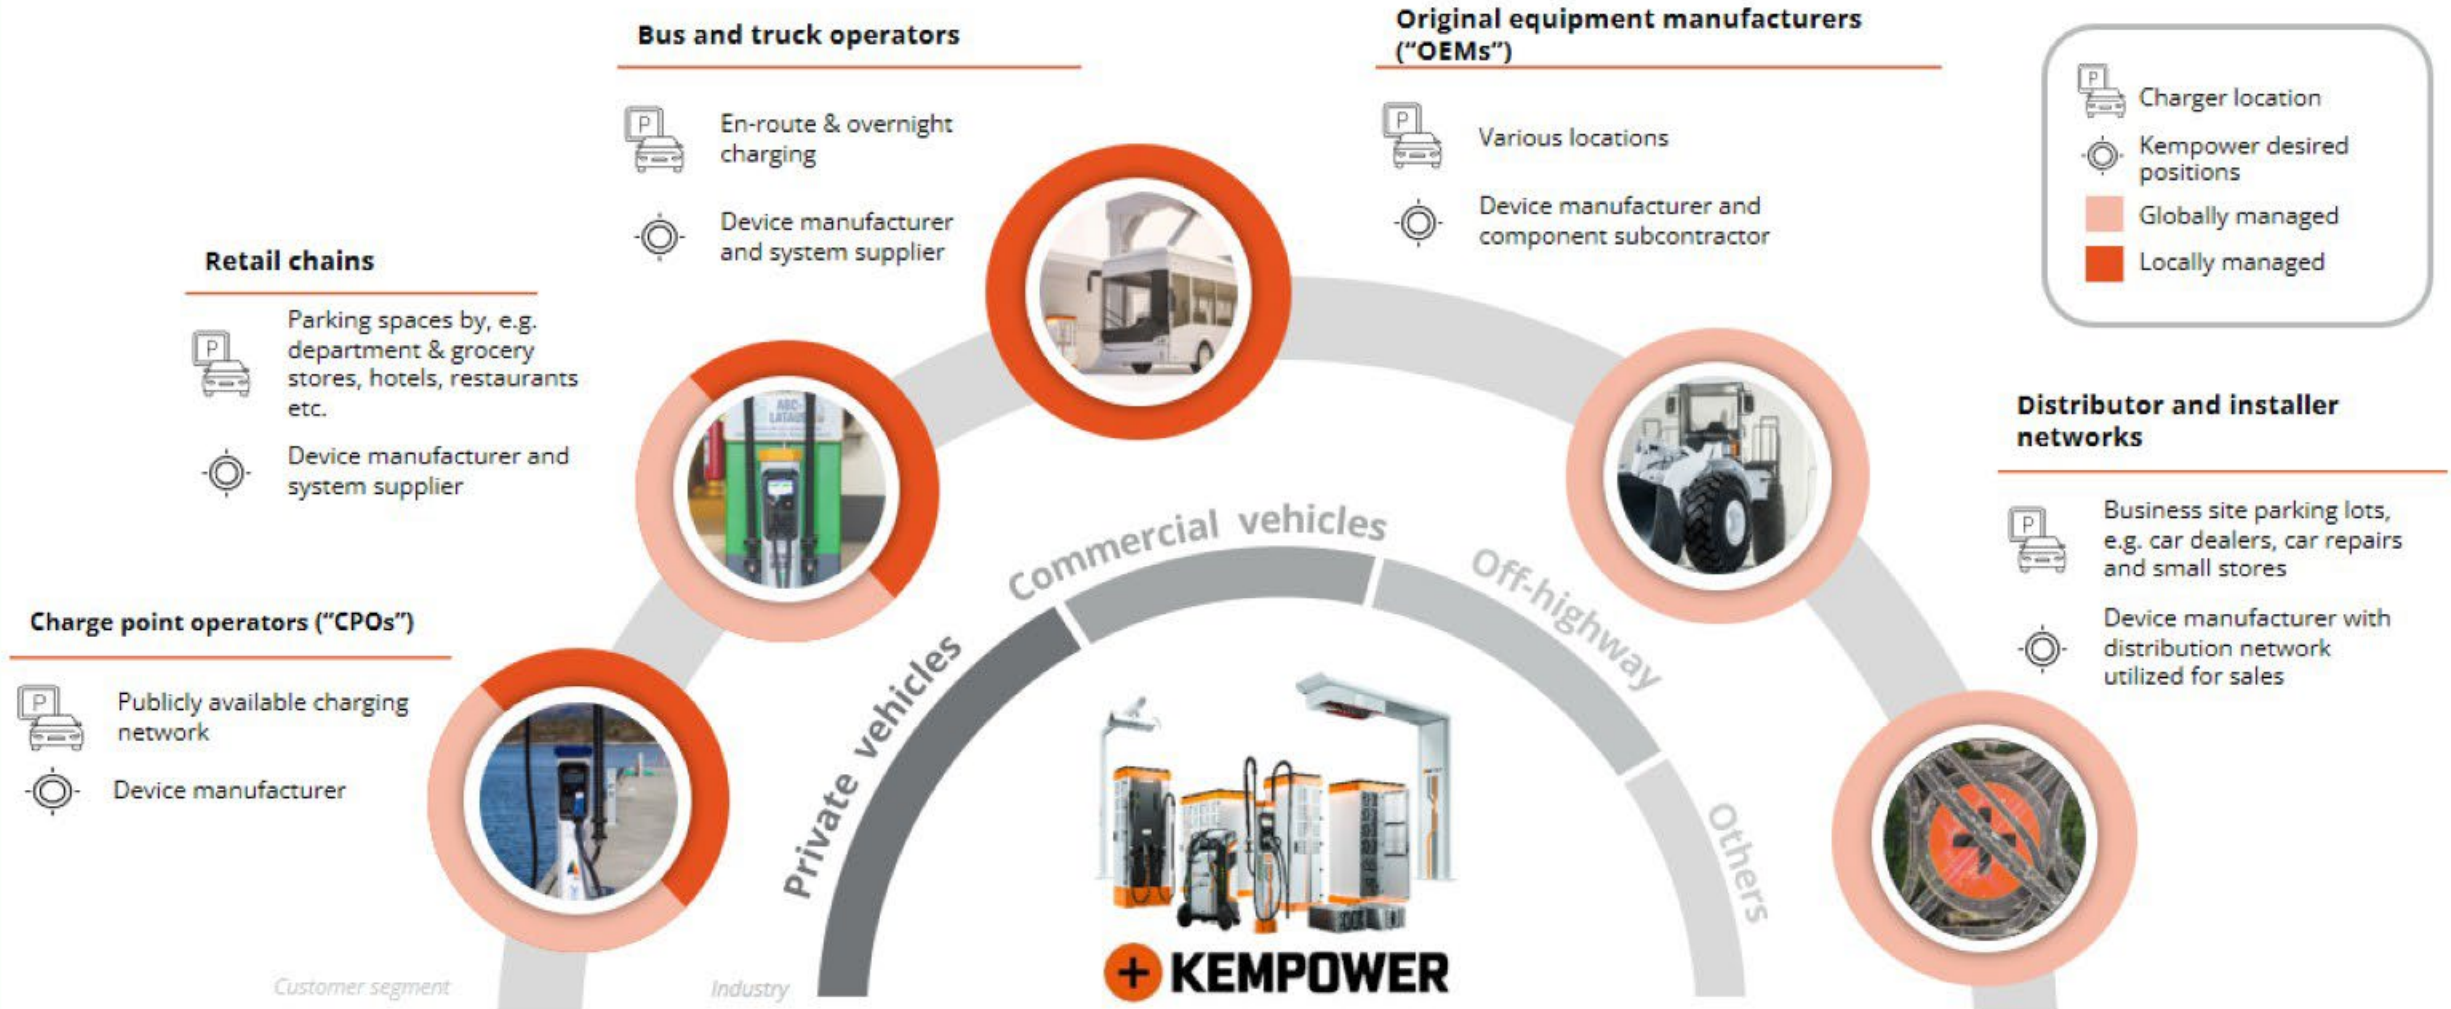 Bus and truck operators
En-route & overnight
charging
Device manufacturer
and system supplier
Original equipment manufacturers
(“OEMs”)
Various locations
Device manufacturer and
component subcontractor
P
Charger location
Kempower desired
positions
Globally managed
Locally managed
Retail chains
Parking spaces by, e.g.
department & grocery
stores, hotels, restaurants
etc.
Device manufacturer and
system supplier
Distributor and installer
networks
Business site parking lots,
e.g. car dealers, car repairs
and small stores
Device manufacturer with
distribution network
utilized for sales
Charge point operators (“CPOs”)
Publicly available charging
network
Device manufacturer
Private vehicles
Commercial vehicles
Off-highway
Others
Customer segment
Industry
KEMPOWER